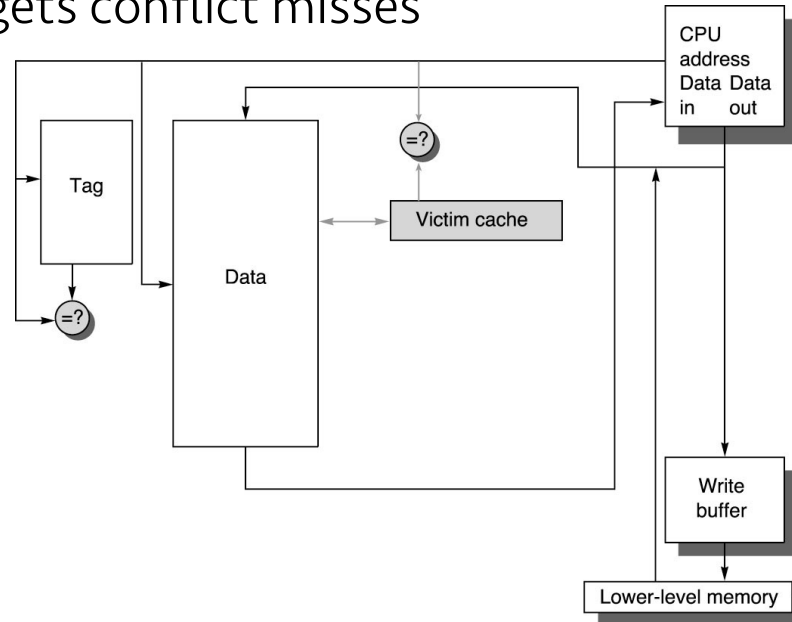 gets conflict misses
CPU
address
Data Data
in out
=?
Tag
Victim cache
Data
=?
Write
buffer
Lower-level memory